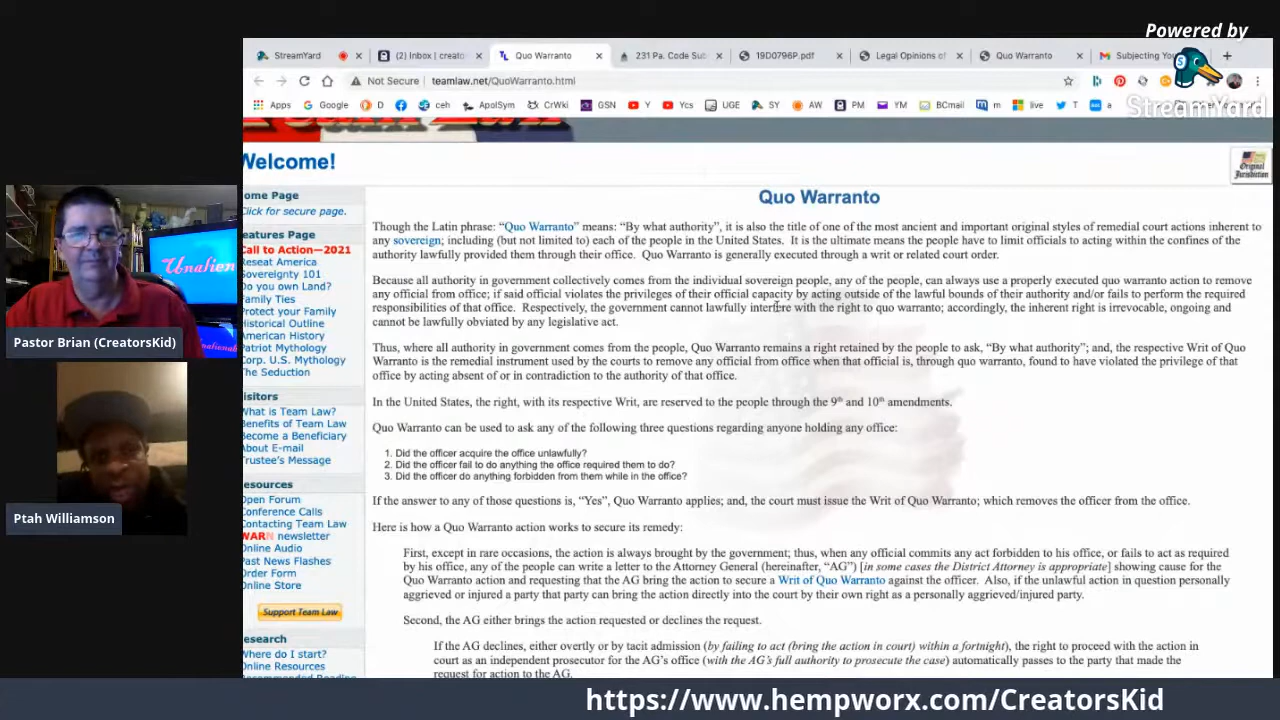 Powered by
StreamYard
StreamYard
(2) Inbox | creato
Quo Warranto
231 Pa. Code Sub
19D0796P.pdf
Legal Opinions of
Quo Warranto
Subjecting You
Not Secure
teamlaw.net/QuoWarranto.html
Apps
Google
D
ceh
ApolSym
CrWki
GSN
Y
Ycs
UGE
SY
AW
PM
YM
BCmail
m
live
T
a
Welcome!
Original Jurisdiction
ome Page
Click for secure page.
eatures Page
Call to Action—2021
Reseat America
Sovereignty 101
Do you own Land?
Family Ties
Protect your Family
Historical Outline
American History
Patriot Mythology
Corp. U.S. Mythology
The Seduction
isitors
What is Team Law?
Benefits of Team Law
Become a Beneficiary
About E-mail
Trustee's Message
esources
Open Forum
Conference Calls
Contacting Team Law
WARN newsletter
Online Audio
Past News Flashes
Order Form
Online Store
Support Team Law
esearch
Where do I start?
Online Resources
Recommended Reading
Quo Warranto
Though the Latin phrase: “Quo Warranto” means: “By what authority”, it is also the title of one of the most ancient and important original styles of remedial court actions inherent to
any sovereign; including (but not limited to) each of the people in the United States. It is the ultimate means the people have to limit officials to acting within the confines of the
authority lawfully provided them through their office. Quo Warranto is generally executed through a writ or related court order.
Because all authority in government collectively comes from the individual sovereign people, any of the people, can always use a properly executed quo warranto action to remove
any official from office; if said official violates the privileges of their official capacity by acting outside of the lawful bounds of their authority and/or fails to perform the required
responsibilities of that office. Respectively, the government cannot lawfully interfere with the right to quo warranto; accordingly, the inherent right is irrevocable, ongoing and
cannot be lawfully obviated by any legislative act.
Thus, where all authority in government comes from the people, Quo Warranto remains a right retained by the people to ask, “By what authority”; and, the respective Writ of Quo
Warranto is the remedial instrument used by the courts to remove any official from office when that official is, through quo warranto, found to have violated the privilege of that
office by acting absent of or in contradiction to the authority of that office.
In the United States, the right, with its respective Writ, are reserved to the people through the 9th and 10th amendments.
Quo Warranto can be used to ask any of the following three questions regarding anyone holding any office:
1. Did the officer acquire the office unlawfully?
2. Did the officer fail to do anything the office required them to do?
3. Did the officer do anything forbidden from them while in the office?
If the answer to any of those questions is, “Yes”, Quo Warranto applies; and, the court must issue the Writ of Quo Warranto; which removes the officer from the office.
Here is how a Quo Warranto action works to secure its remedy:
First, except in rare occasions, the action is always brought by the government; thus, when any official commits any act forbidden to his office, or fails to act as required
by his office, any of the people can write a letter to the Attorney General (hereinafter, “AG”) [in some cases the District Attorney is appropriate] showing cause for the
Quo Warranto action and requesting that the AG bring the action to secure a Writ of Quo Warranto against the officer. Also, if the unlawful action in question personally
aggrieved or injured a party that party can bring the action directly into the court by their own right as a personally aggrieved/injured party.
Second, the AG either brings the action requested or declines the request.
If the AG declines, either overtly or by tacit admission (by failing to act (bring the action in court) within a fortnight), the right to proceed with the action in
court as an independent prosecutor for the AG's office (with the AG's full authority to prosecute the case) automatically passes to the party that made the
request for action to the AG.
Unalien
Pastor Brian (CreatorsKid)
Ptah Williamson
https://www.hempworx.com/CreatorsKid